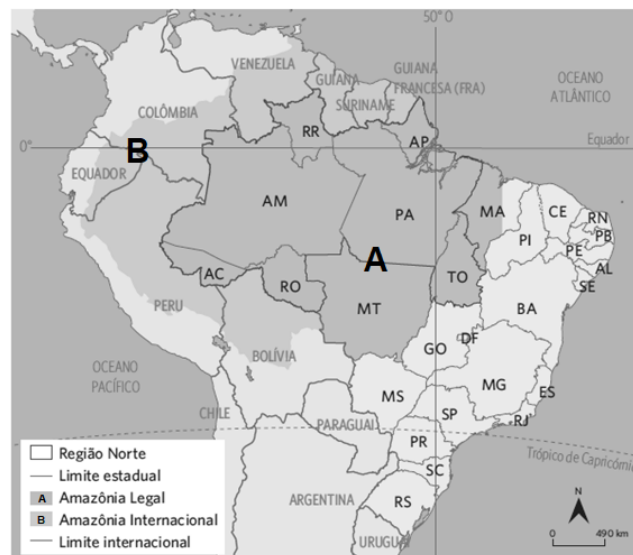 50° O
VENEZUELA
GUIANA
GUIANA
FRANCESA (FRA)
SURINAME
OCEANO
ATLÂNTICO
COLÔMBIA
RR
AP
0°
Equador
B
EQUADOR
AM
PA
MA
CE
RN
PB
PI
PE
AL
SE
A
AC
RO
TO
MT
BA
PERU
BOLÍVIA
GO
DF
OCEANO
PACÍFICO
MG
ES
MS
SP
RJ
CHILE
PARAGUAI
PR
Trópico de Capricórnio
SC
ARGENTINA
RS
URUGUAI
Região Norte
Limite estadual
A Amazônia Legal
B Amazônia Internacional
Limite internacional
N
0 490 km